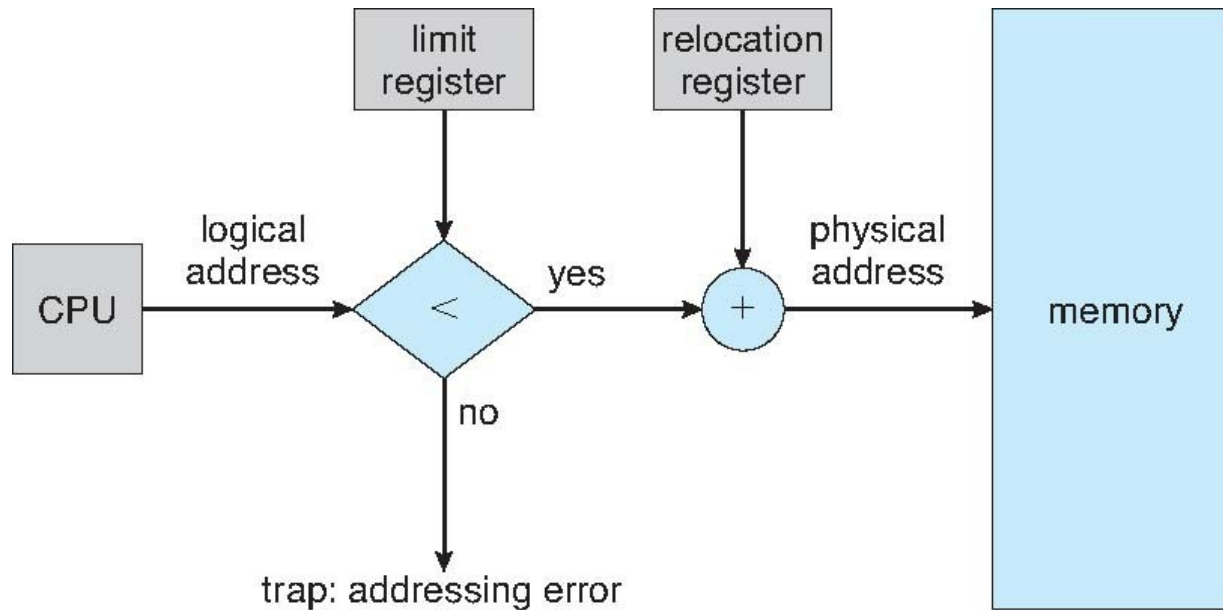 limit
register
relocation
register
logical
address
physical
address
CPU
<
yes
+
memory
no
trap: addressing error